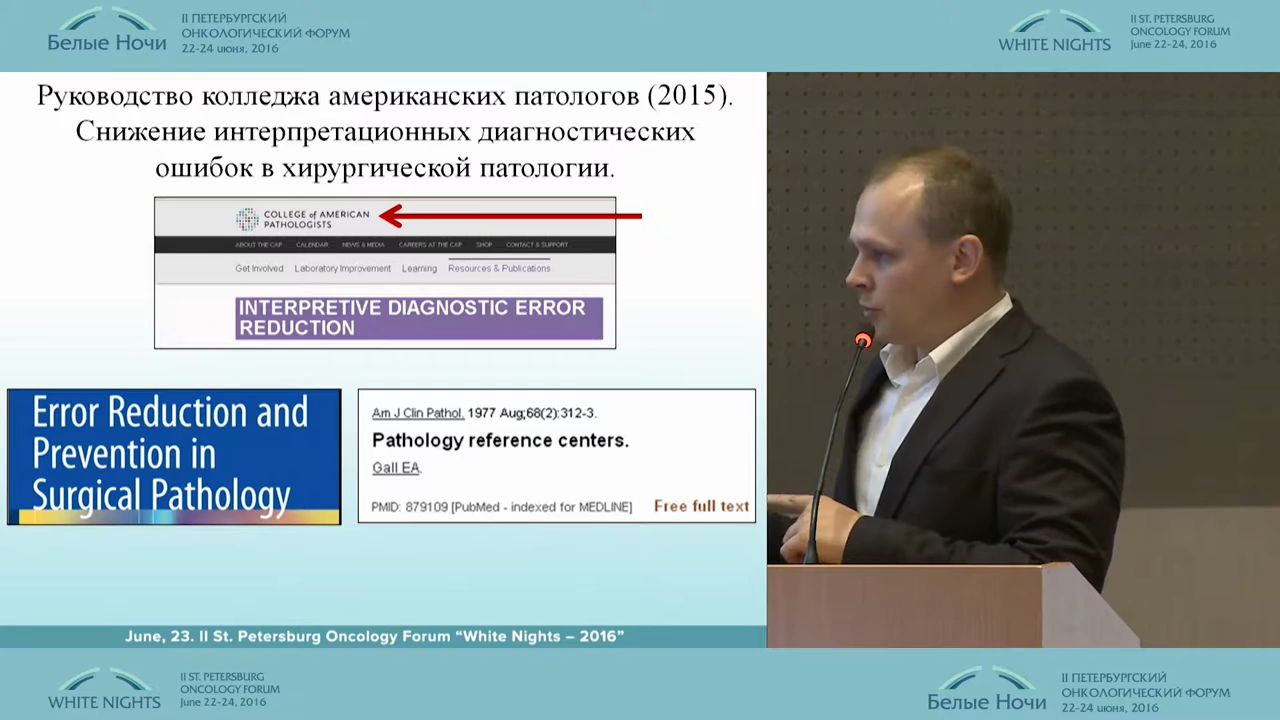 Белые Ночи
II ПЕТЕРБУРГСКИЙ
ОНКОЛОГИЧЕСКИЙ ФОРУМ
22-24 июня, 2016
WHITE NIGHTS
II ST. PETERSBURG
ONCOLOGY FORUM
June 22-24, 2016
Руководство колледжа американских патологов (2015).
Снижение интерпретационных диагностических
ошибок в хирургической патологии.
COLLEGE of AMERICAN
PATHOLOGISTS
ABOUT THE CAP CALENDAR NEWS & MEDIA CAREERS AT THE CAP SHOP CONTACT & SUPPORT
Get Involved Laboratory Improvement Learning Resources & Publications
INTERPRETIVE DIAGNOSTIC ERROR
REDUCTION
Error Reduction and
Prevention in
Surgical Pathology
Am J Clin Pathol. 1977 Aug;68(2):312-3.
Pathology reference centers.
Gall EA.
PMID: 879109 [PubMed - indexed for MEDLINE] Free full text
June, 23. II St. Petersburg Oncology Forum “White Nights – 2016”
WHITE NIGHTS
II ST. PETERSBURG
ONCOLOGY FORUM
June 22-24, 2016
Белые Ночи
II ПЕТЕРБУРГСКИЙ
ОНКОЛОГИЧЕСКИЙ ФОРУМ
22-24 июня, 2016